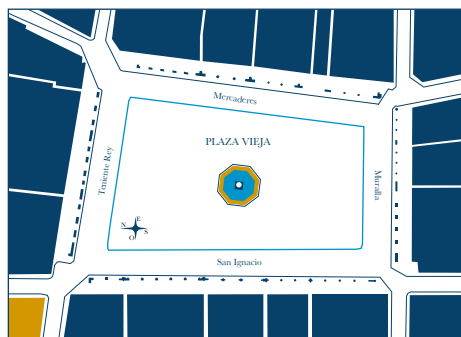 Mercaderes
PLAZA VIEJA
Teniente Rey
Muralla
E
N
S
O
San Ignacio